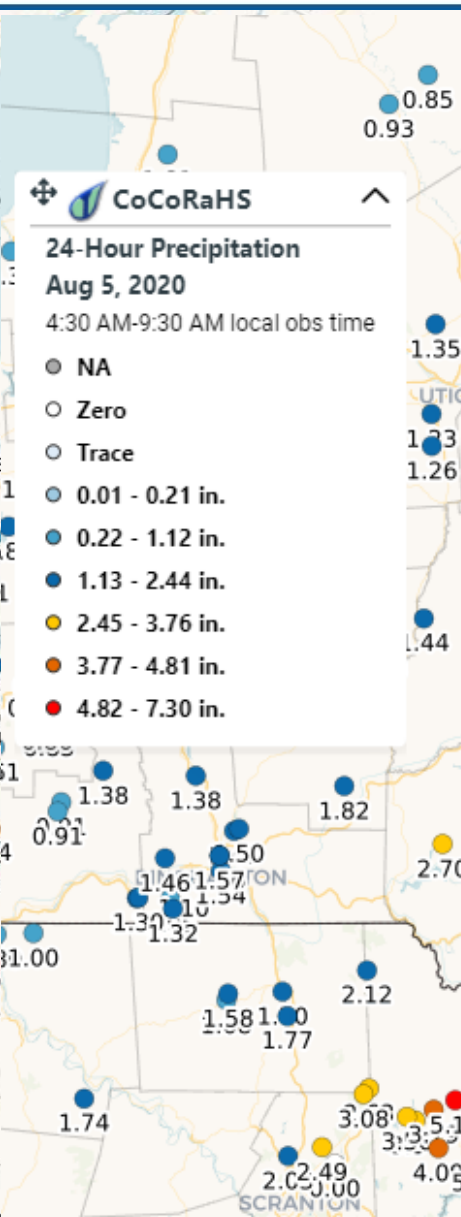 0.85
0.93
CoCoRaHS
24-Hour Precipitation
Aug 5, 2020
4:30 AM-9:30 AM local obs time
NA
Zero
Trace
0.01 - 0.21 in.
0.22 - 1.12 in.
1.13 - 2.44 in.
2.45 - 3.76 in.
3.77 - 4.81 in.
4.82 - 7.30 in.
1.35
UTIC
1.26
1.44
1.38
1.38
1.82
0.91
2.70
1.46
1.57
1.32
1.00
2.12
1.58
1.77
1.74
3.08
2.49
0.00
SCRANTON